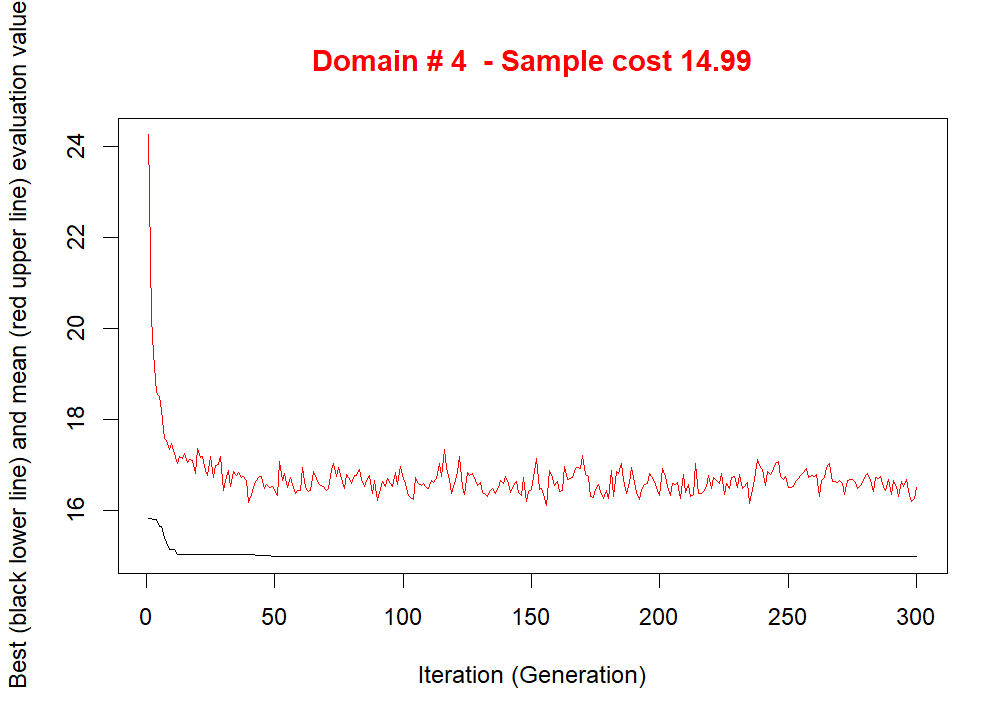 Domain # 4  - Sample cost 14.99
Best (black lower line) and mean (red upper line) evaluation value
24
22
20
18
16
0 50 100 150 200 250 300
Iteration (Generation)